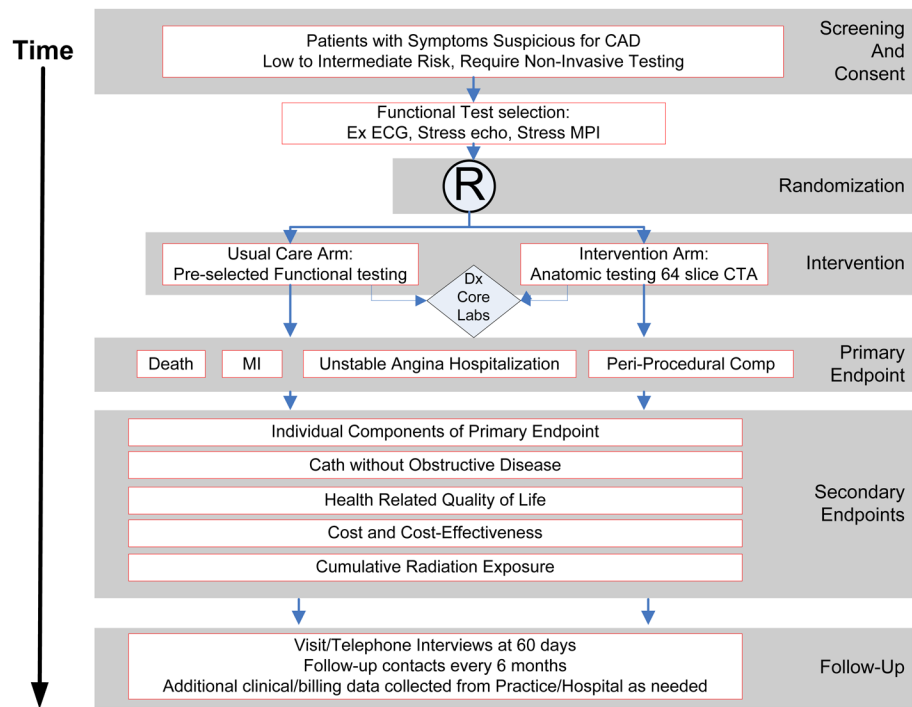 Time
Patients with Symptoms Suspicious for CAD
Low to Intermediate Risk, Require Non-Invasive Testing
Screening
And
Consent
Functional Test selection:
Ex ECG, Stress echo, Stress MPI
R
Randomization
Usual Care Arm:
Pre-selected Functional testing
Intervention Arm:
Anatomic testing 64 slice CTA
Intervention
Dx
Core
Labs
Death
MI
Unstable Angina Hospitalization
Peri-Procedural Comp
Primary
Endpoint
Individual Components of Primary Endpoint
Cath without Obstructive Disease
Health Related Quality of Life
Cost and Cost-Effectiveness
Cumulative Radiation Exposure
Secondary
Endpoints
Visit/Telephone Interviews at 60 days
Follow-up contacts every 6 months
Additional clinical/billing data collected from Practice/Hospital as needed
Follow-Up